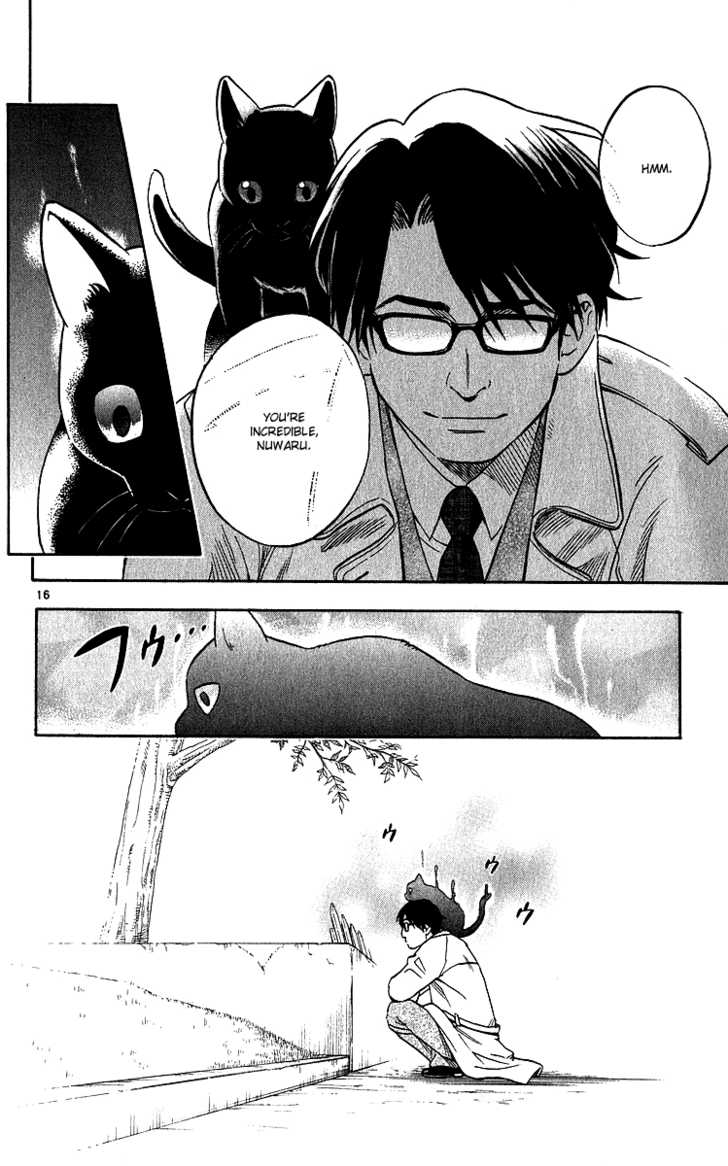 HMM.
YOU'RE
INCREDIBLE,
NUWARU.
16
フゥ…
ゥ
ゥ
ゥ